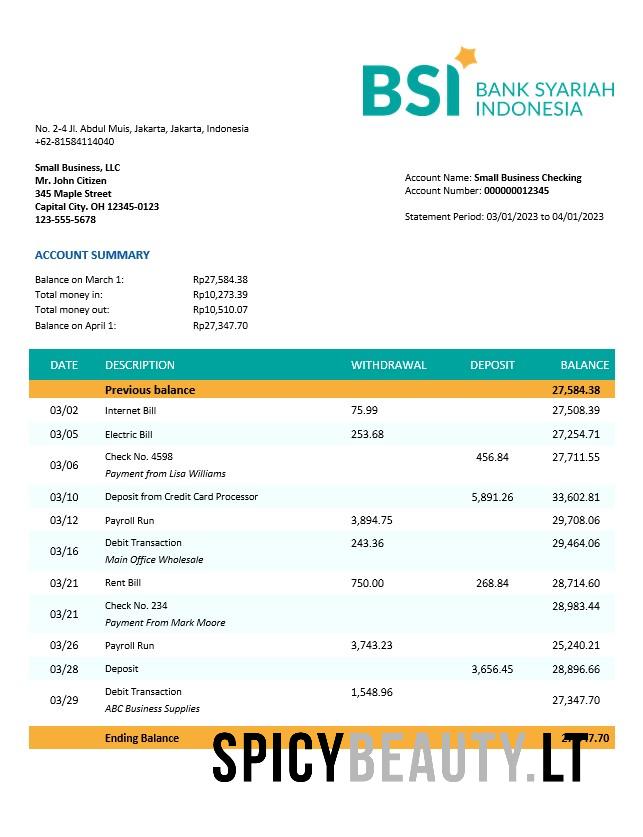 BSI BANK SYARIAH
INDONESIA
No. 2-4 Jl. Abdul Muis, Jakarta, Jakarta, Indonesia
+62-81584114040
Small Business, LLC
Mr. John Citizen
345 Maple Street
Capital City. OH 12345-0123
123-555-5678
Account Name: Small Business Checking
Account Number: 000000012345
Statement Period: 03/01/2023 to 04/01/2023
ACCOUNT SUMMARY
Balance on March 1: Rp27,584.38
Total money in: Rp10,273.39
Total money out: Rp10,510.07
Balance on April 1: Rp27,347.70
DATE DESCRIPTION WITHDRAWAL DEPOSIT BALANCE
Previous balance 27,584.38
03/02 Internet Bill 75.99 27,508.39
03/05 Electric Bill 253.68 27,254.71
03/06 Check No. 4598 456.84 27,711.55
Payment from Lisa Williams
03/10 Deposit from Credit Card Processor 5,891.26 33,602.81
03/12 Payroll Run 3,894.75 29,708.06
03/16 Debit Transaction 243.36 29,464.06
Main Office Wholesale
03/21 Rent Bill 750.00 268.84 28,714.60
03/21 Check No. 234 28,983.44
Payment From Mark Moore
03/26 Payroll Run 3,743.23 25,240.21
03/28 Deposit 3,656.45 28,896.66
03/29 Debit Transaction 1,548.96 27,347.70
ABC Business Supplies
Ending Balance
SPICYBEAUTY.LT